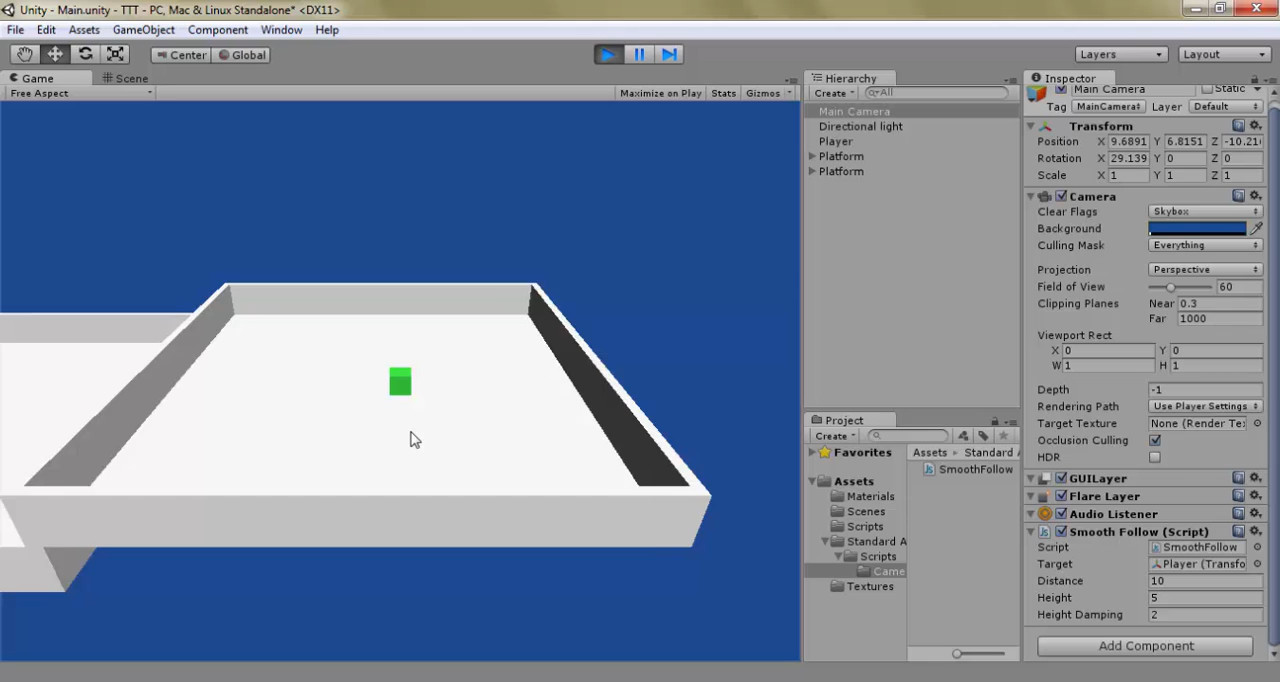 Unity - Main.unity - TTT - PC, Mac & Linux Standalone* <DX11>
File Edit Assets GameObject Component Window Help
Center Global Layers Layout
Game Scene
Free Aspect Maximize on Play Stats Gizmos
Hierarchy
Create All
Main Camera
Directional light
Player
Platform
Platform
Project
Create
Favorites
Assets
Materials
Scenes
Scripts
Standard A
Scripts
Came
Textures
Assets Standard A
SmoothFollow
Inspector
Main Camera Static
Tag MainCamera Layer Default
Transform
Position X 9.6891 Y 6.8151 Z -10.210
Rotation X 29.139 Y 0 Z 0
Scale X 1 Y 1 Z 1
Camera
Clear Flags Skybox
Background
Culling Mask Everything
Projection Perspective
Field of View 60
Clipping Planes Near 0.3
Far 1000
Viewport Rect
X 0 Y 0
W 1 H 1
Depth -1
Rendering Path Use Player Settings
Target Texture None (Render Tex
Occlusion Culling
HDR
GUILayer
Flare Layer
Audio Listener
Smooth Follow (Script)
Script SmoothFollow
Target Player (Transfo
Distance 10
Height 5
Height Damping 2
Add Component